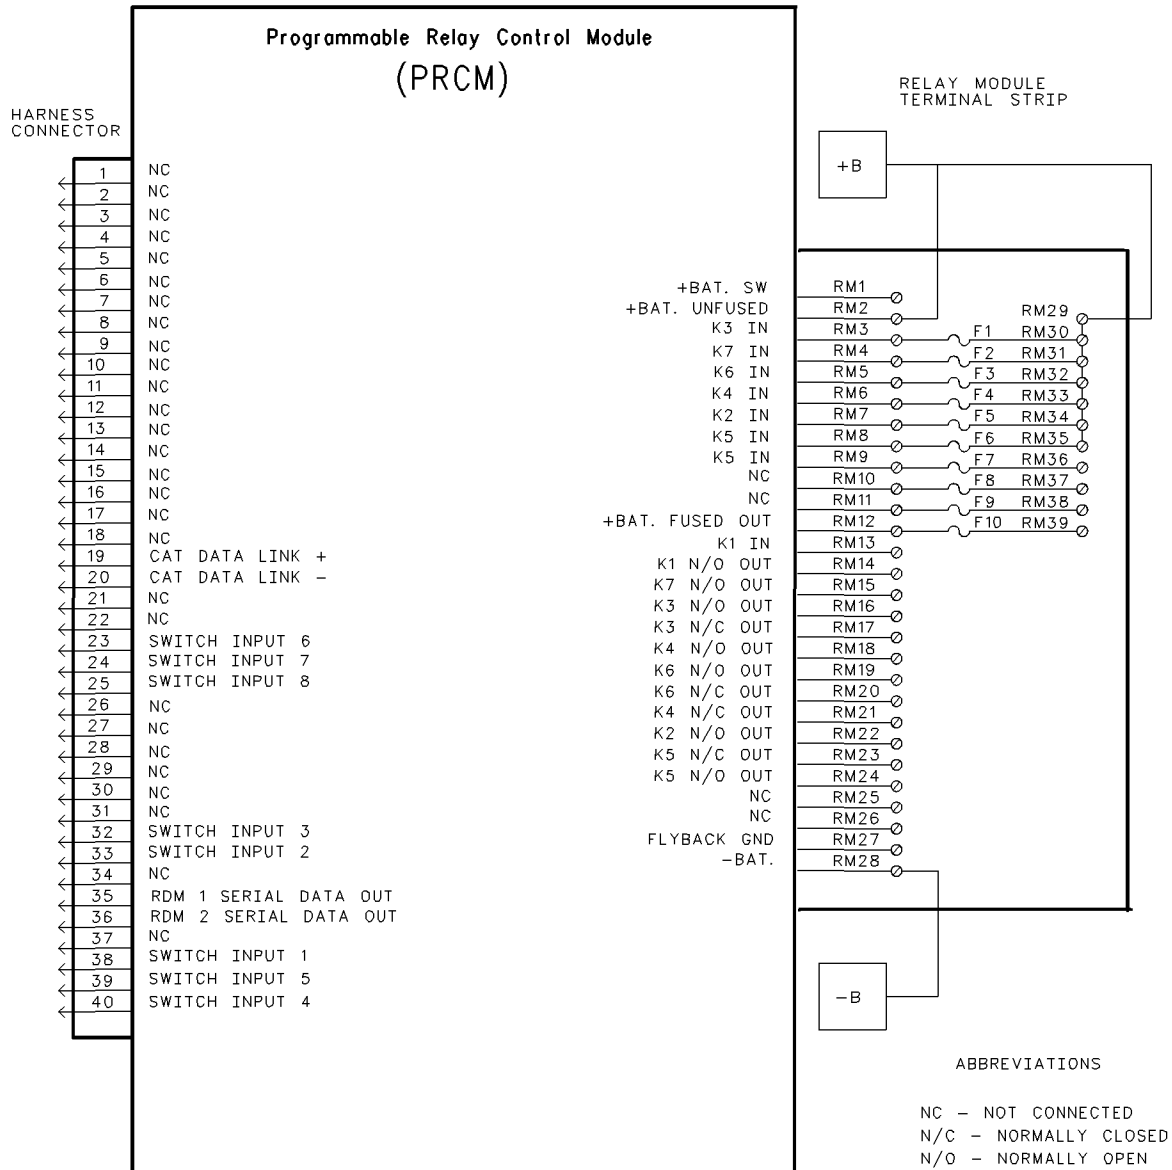 Programmable Relay Control Module
(PRCM)
RELAY MODULE
TERMINAL STRIP
HARNESS
CONNECTOR
+B
1 NC
2 NC
3 NC
4 NC
5 NC
6 NC
7 NC
8 NC
9 NC
10 NC
11 NC
12 NC
13 NC
14 NC
15 NC
16 NC
17 NC
18 NC
19 CAT DATA LINK +
20 CAT DATA LINK –
21 NC
22 NC
23 SWITCH INPUT 6
24 SWITCH INPUT 7
25 SWITCH INPUT 8
26 NC
27 NC
28 NC
29 NC
30 NC
31 NC
32 SWITCH INPUT 3
33 SWITCH INPUT 2
34 NC
35 RDM 1 SERIAL DATA OUT
36 RDM 2 SERIAL DATA OUT
37 NC
38 SWITCH INPUT 1
39 SWITCH INPUT 5
40 SWITCH INPUT 4
+BAT. SW RM1
+BAT. UNFUSED RM2 RM29
K3 IN RM3 F1 RM30
K7 IN RM4 F2 RM31
K6 IN RM5 F3 RM32
K4 IN RM6 F4 RM33
K2 IN RM7 F5 RM34
K5 IN RM8 F6 RM35
K5 IN RM9 F7 RM36
NC RM10 F8 RM37
NC RM11 F9 RM38
+BAT. FUSED OUT RM12 F10 RM39
K1 IN RM13
K1 N/O OUT RM14
K7 N/O OUT RM15
K3 N/O OUT RM16
K3 N/C OUT RM17
K4 N/O OUT RM18
K6 N/O OUT RM19
K6 N/C OUT RM20
K4 N/C OUT RM21
K2 N/O OUT RM22
K5 N/C OUT RM23
K5 N/O OUT RM24
NC RM25
NC RM26
FLYBACK GND RM27
–BAT. RM28
–B
ABBREVIATIONS
NC – NOT CONNECTED
N/C – NORMALLY CLOSED
N/O – NORMALLY OPEN